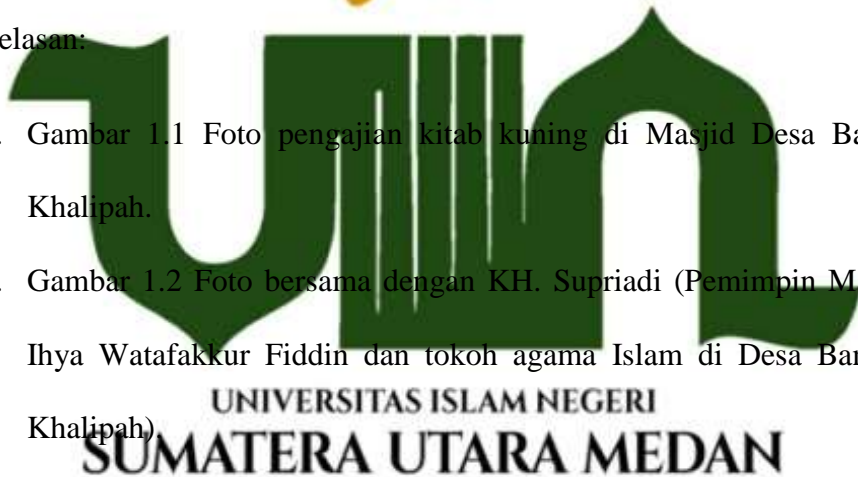 elasan:
. Gambar 1.1 Foto pengajian kitab kuning di Masjid Desa Ba
Khalipah.
. Gambar 1.2 Foto bersama dengan KH. Supriadi (Pemimpin M
Ihya Watafakkur Fiddin dan tokoh agama Islam di Desa Ban
UNIVERSITAS ISLAM NEGERI
Khalipah).
SUMATERA UTARA MEDAN